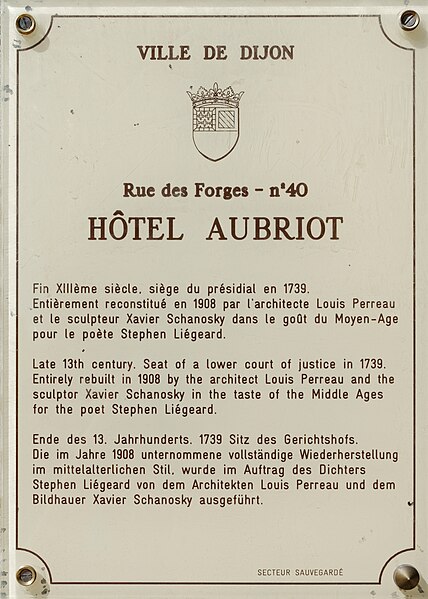 VILLE DE DIJON
Rue des Forges - n°40
HÔTEL AUBRIOT
Fin XIIIème siècle, siège du présidial en 1739.
Entièrement reconstitué en 1908 par l'architecte Louis Perreau
et le sculpteur Xavier Schanosky dans le goût du Moyen-Age
pour le poète Stephen Liégeard.
Late 13th century. Seat of a lower court of justice in 1739.
Entirely rebuilt in 1908 by the architect Louis Perreau and the
sculptor Xavier Schanosky in the taste of the Middle Ages
for the poet Stephen Liégeard.
Ende des 13. Jahrhunderts. 1739 Sitz des Gerichtshofs.
Die im Jahre 1908 unternommene vollständige Wiederherstellung
im mittelalterlichen Stil, wurde im Auftrag des Dichters
Stephen Liégeard von dem Architekten Louis Perreau und dem
Bildhauer Xavier Schanosky ausgeführt.
SECTEUR SAUVEGARDÉ